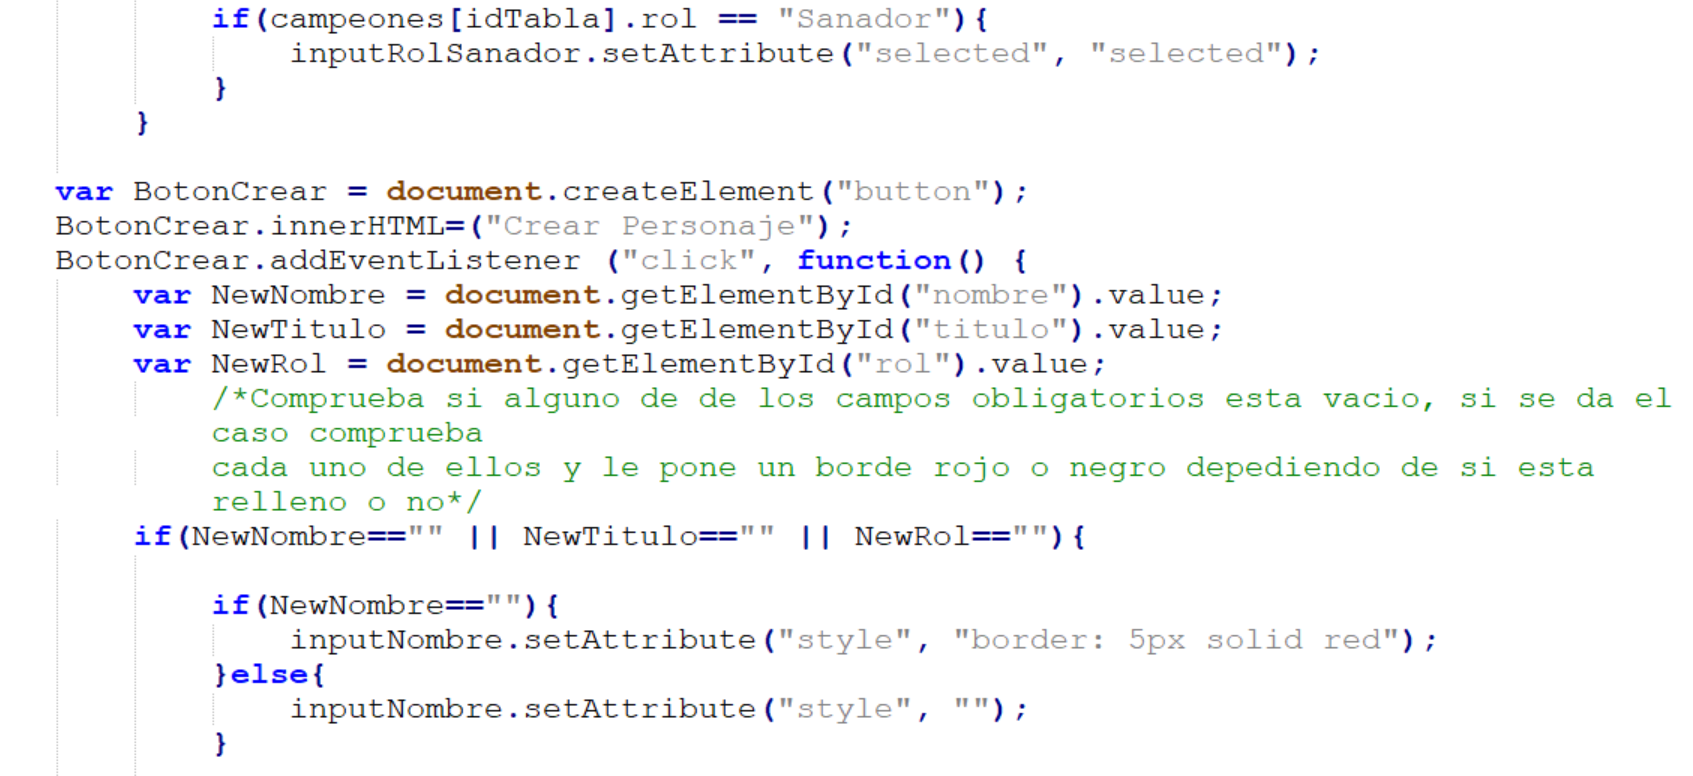 if(campeones[idTabla].rol == "Sanador"){
inputRolSanador.setAttribute("selected", "selected");
}
}
var BotonCrear = document.createElement("button");
BotonCrear.innerHTML=("Crear Personaje");
BotonCrear.addEventListener ("click", function() {
var NewNombre = document.getElementById("nombre").value;
var NewTitulo = document.getElementById("titulo").value;
var NewRol = document.getElementById("rol").value;
/*Comprueba si alguno de de los campos obligatorios esta vacio, si se da el
caso comprueba
cada uno de ellos y le pone un borde rojo o negro depediendo de si esta
relleno o no*/
if(NewNombre=="" || NewTitulo=="" || NewRol==""){
if(NewNombre==""){
inputNombre.setAttribute("style", "border: 5px solid red");
}else{
inputNombre.setAttribute("style", "");
}